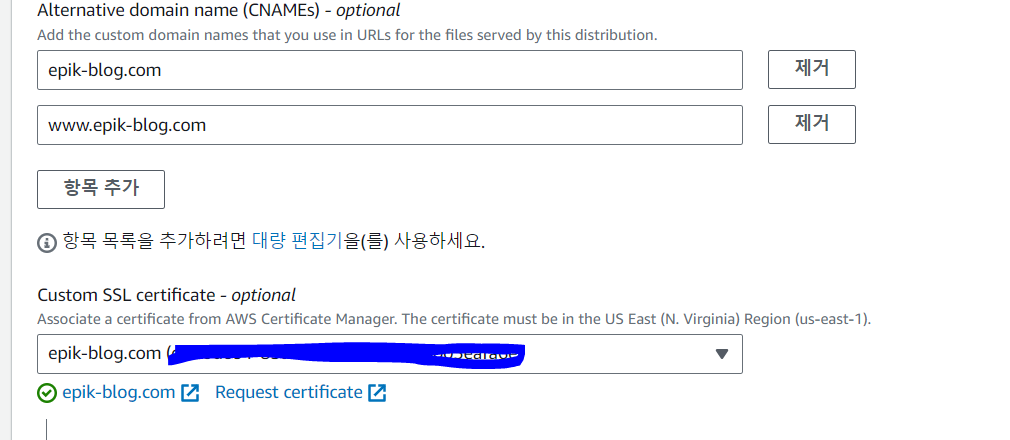 Alternative domain name (CNAMEs) - optional
Add the custom domain names that you use in URLs for the files served by this distribution.
epik-blog.com
제거
www.epik-blog.com
제거
항목 추가
항목 목록을 추가하려면 대량 편집기을(를) 사용하세요.
Custom SSL certificate - optional
Associate a certificate from AWS Certificate Manager. The certificate must be in the US East (N. Virginia) Region (us-east-1).
epik-blog.com (
epik-blog.com Request certificate